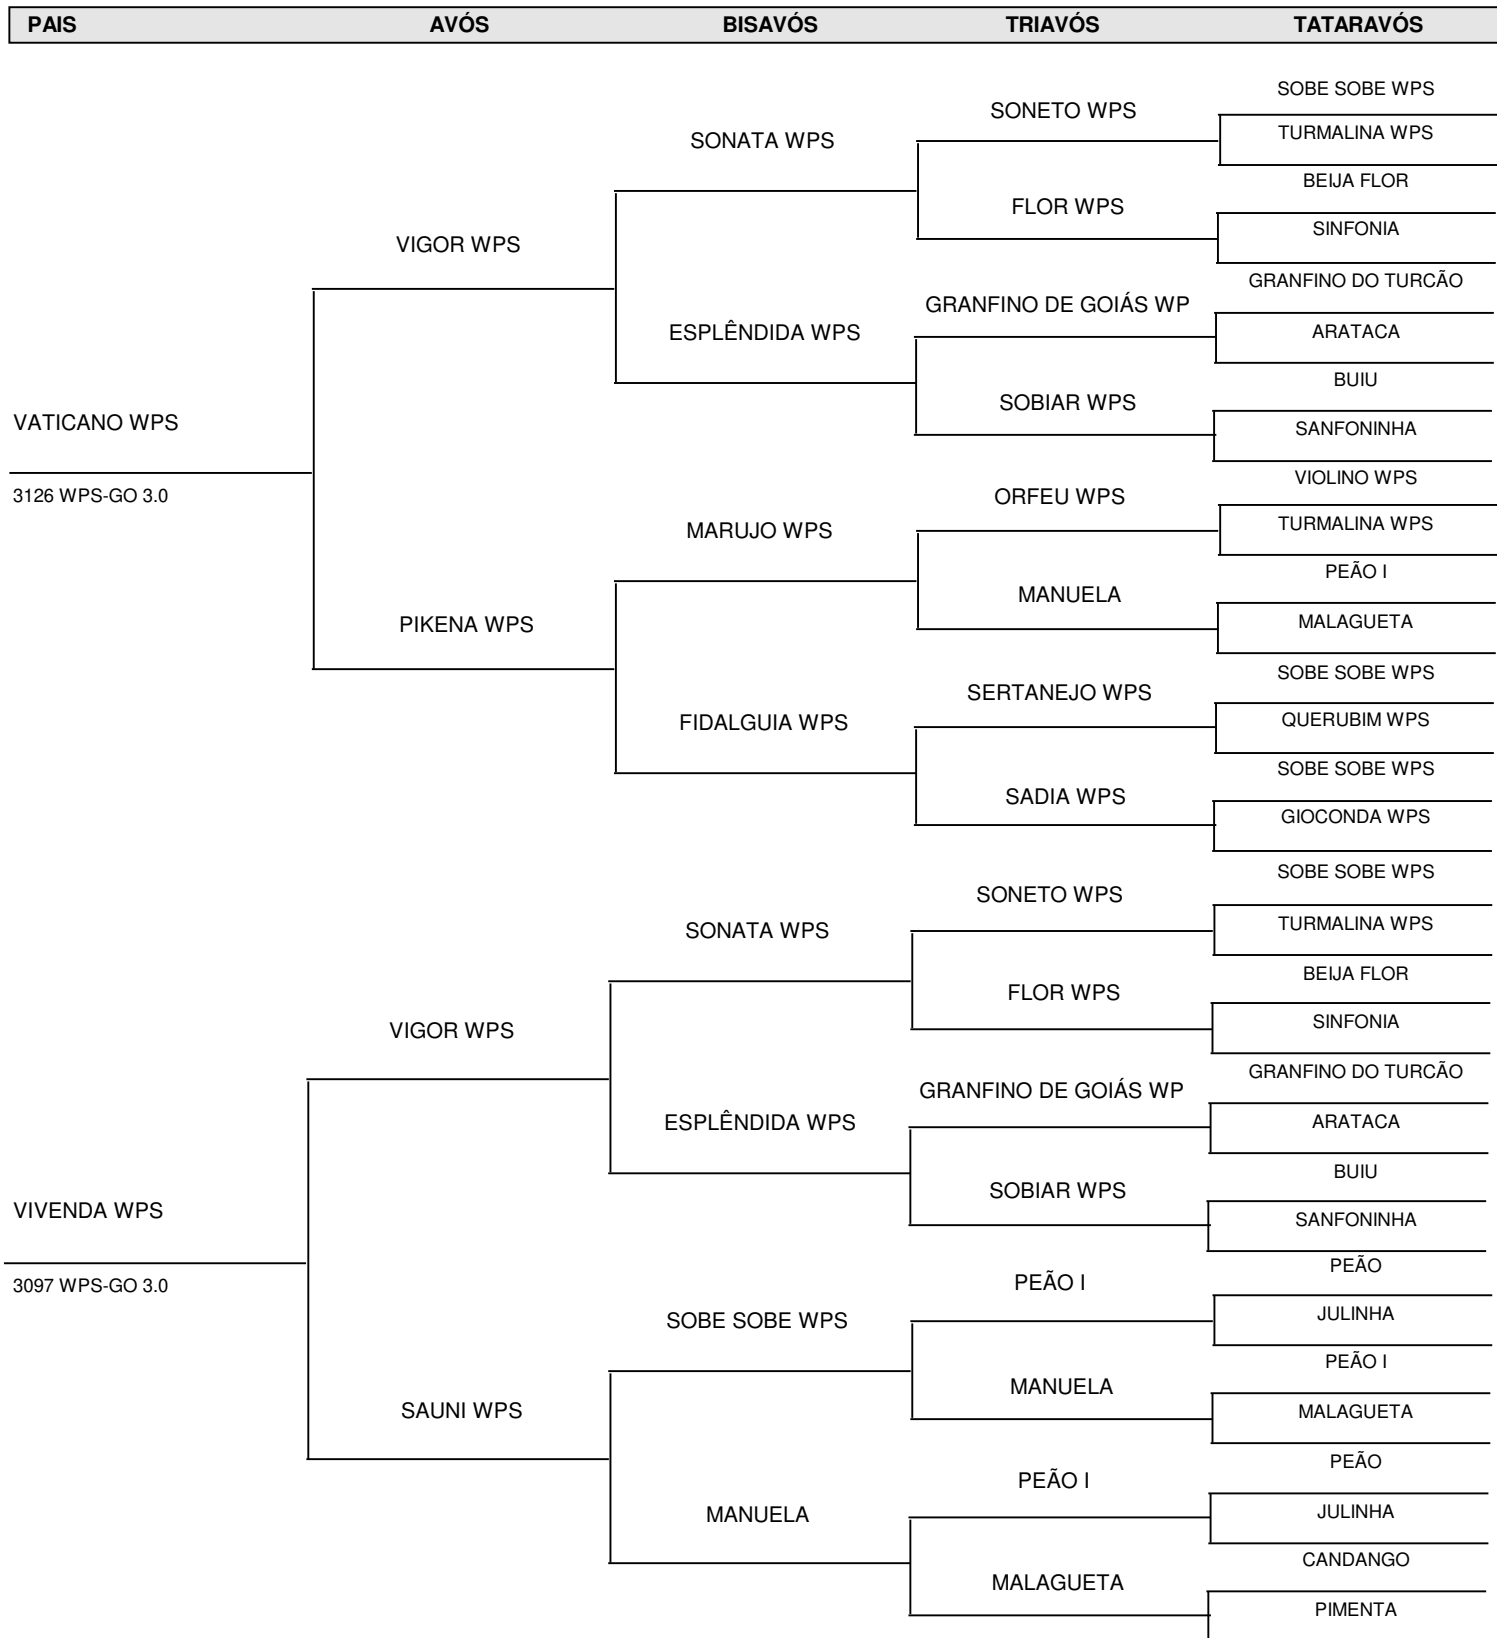 PAIS AVÓS BISAVÓS TRIAVÓS TATARAVÓS
SOBE SOBE WPS
SONETO WPS
TURMALINA WPS
SONATA WPS
BEIJA FLOR
FLOR WPS
SINFONIA
VIGOR WPS
GRANFINO DO TURCÃO
GRANFINO DE GOIÁS WP
ARATACA
ESPLÊNDIDA WPS
BUIU
SOBIAR WPS
SANFONINHA
VATICANO WPS
3126 WPS-GO 3.0
VIOLINO WPS
ORFEU WPS
TURMALINA WPS
MARUJO WPS
PEÃO I
MANUELA
MALAGUETA
PIKENA WPS
SOBE SOBE WPS
SERTANEJO WPS
QUERUBIM WPS
FIDALGUIA WPS
SOBE SOBE WPS
SADIA WPS
GIOCONDA WPS
SOBE SOBE WPS
SONETO WPS
TURMALINA WPS
SONATA WPS
BEIJA FLOR
FLOR WPS
SINFONIA
VIGOR WPS
GRANFINO DO TURCÃO
GRANFINO DE GOIÁS WP
ARATACA
ESPLÊNDIDA WPS
BUIU
SOBIAR WPS
SANFONINHA
VIVENDA WPS
3097 WPS-GO 3.0
PEÃO
PEÃO I
JULINHA
SOBE SOBE WPS
PEÃO I
MANUELA
MALAGUETA
SAUNI WPS
PEÃO
PEÃO I
JULINHA
MANUELA
CANDANGO
MALAGUETA
PIMENTA